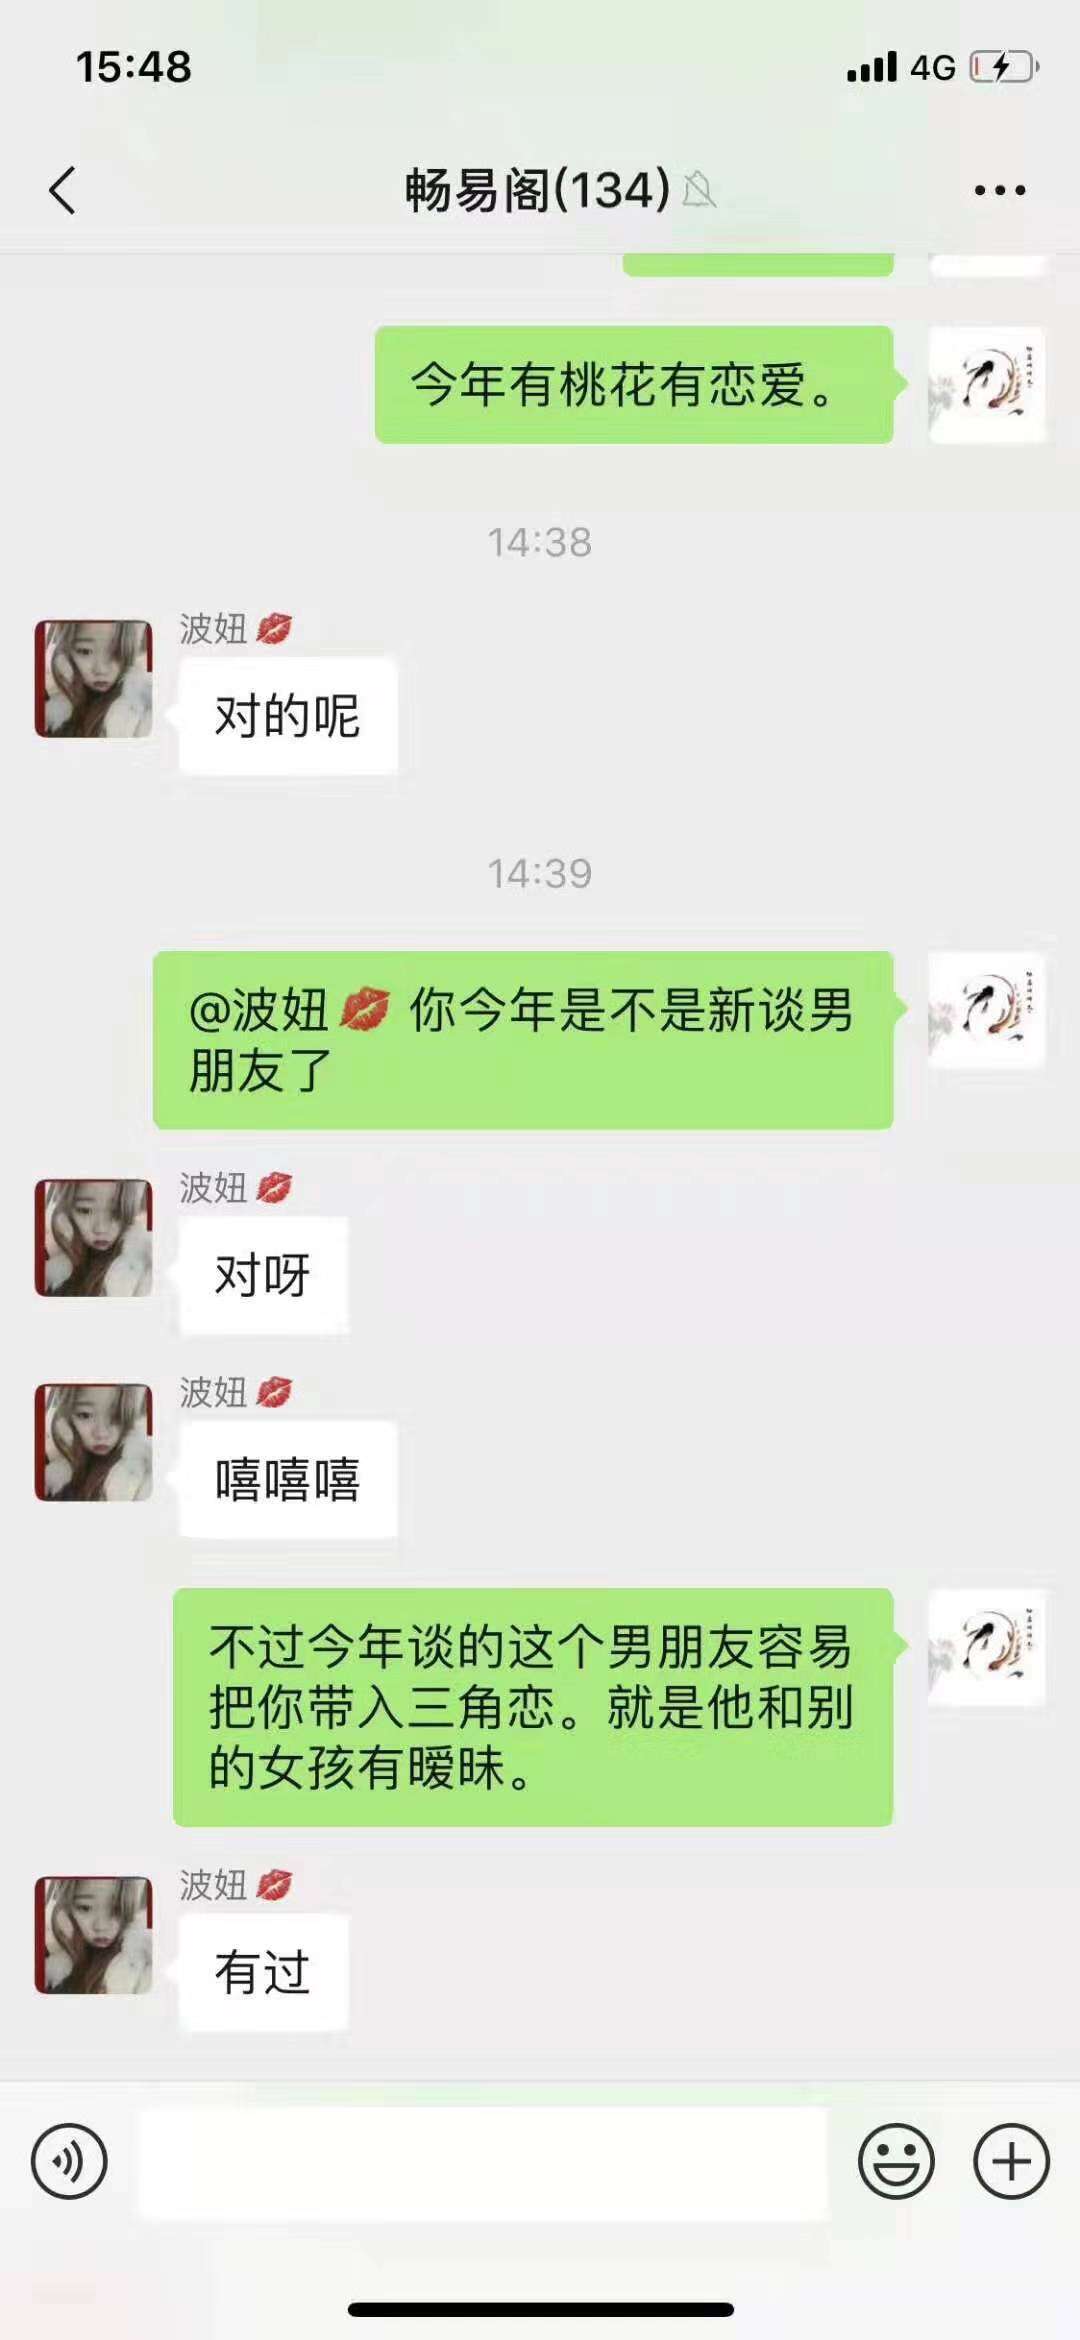 15:48
4G
畅易阁(134)
今年有桃花有恋爱。
14:38
波妞💋
对的呢
14:39
@波妞💋 你今年是不是新谈男
朋友了
波妞💋
对呀
波妞💋
嘻嘻嘻
不过今年谈的这个男朋友容易
把你带入三角恋。就是他和别
的女孩有暧昧。
波妞💋
有过